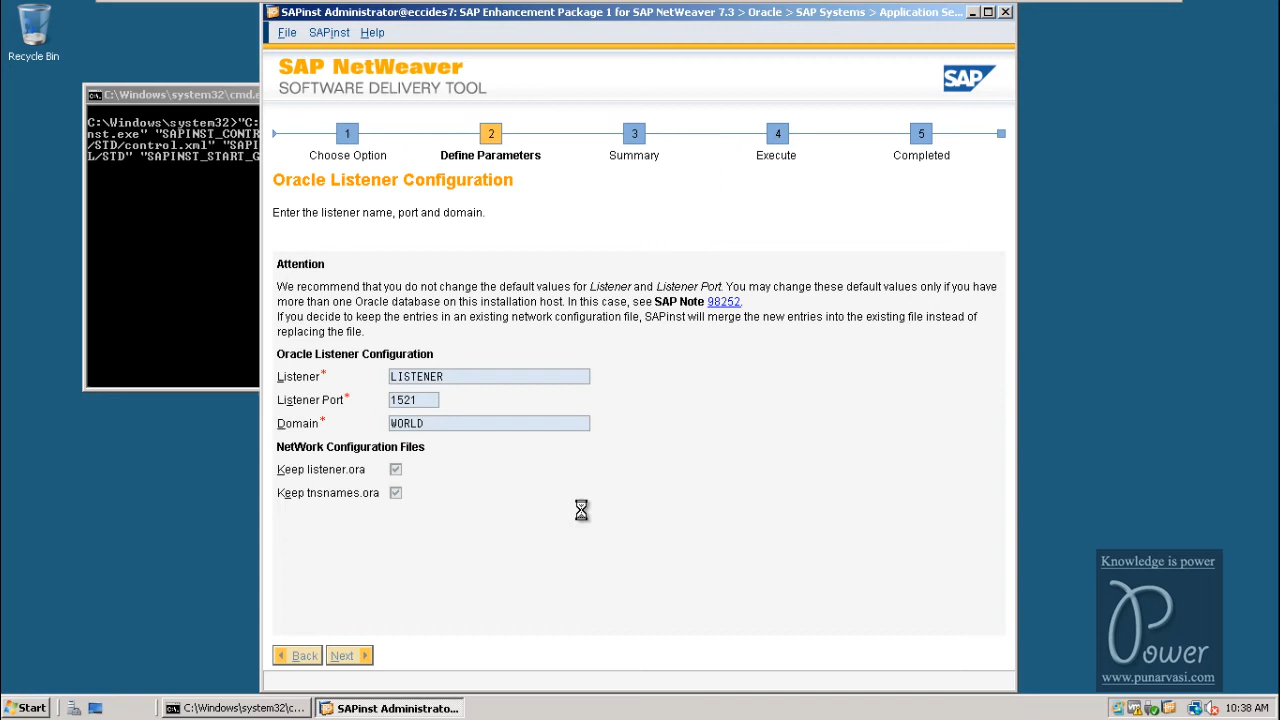 Recycle Bin
SAPinst Administrator@eccides7: SAP Enhancement Package 1 for SAP NetWeaver 7.3 > Oracle > SAP Systems > Application Se...
File SAPinst Help
SAP NetWeaver
SOFTWARE DELIVERY TOOL
SAP
C:\Windows\system32\cmd.e
C:\Windows\system32>"C:
nst.exe" "SAPINST_CONTR
/STD/control.xml" "SAPI
L/STD" "SAPINST_START_G
1 2 3 4 5
Choose Option Define Parameters Summary Execute Completed
Oracle Listener Configuration
Enter the listener name, port and domain.
Attention
We recommend that you do not change the default values for Listener and Listener Port. You may change these default values only if you have
more than one Oracle database on this installation host. In this case, see SAP Note 98252.
If you decide to keep the entries in an existing network configuration file, SAPinst will merge the new entries into the existing file instead of
replacing the file.
Oracle Listener Configuration
Listener* LISTENER
Listener Port* 1521
Domain* WORLD
NetWork Configuration Files
Keep listener.ora
Keep tnsnames.ora
Back Next
Knowledge is power
Power
www.punarvasi.com
Start C:\Windows\system32\c... SAPinst Administrato... 10:38 AM